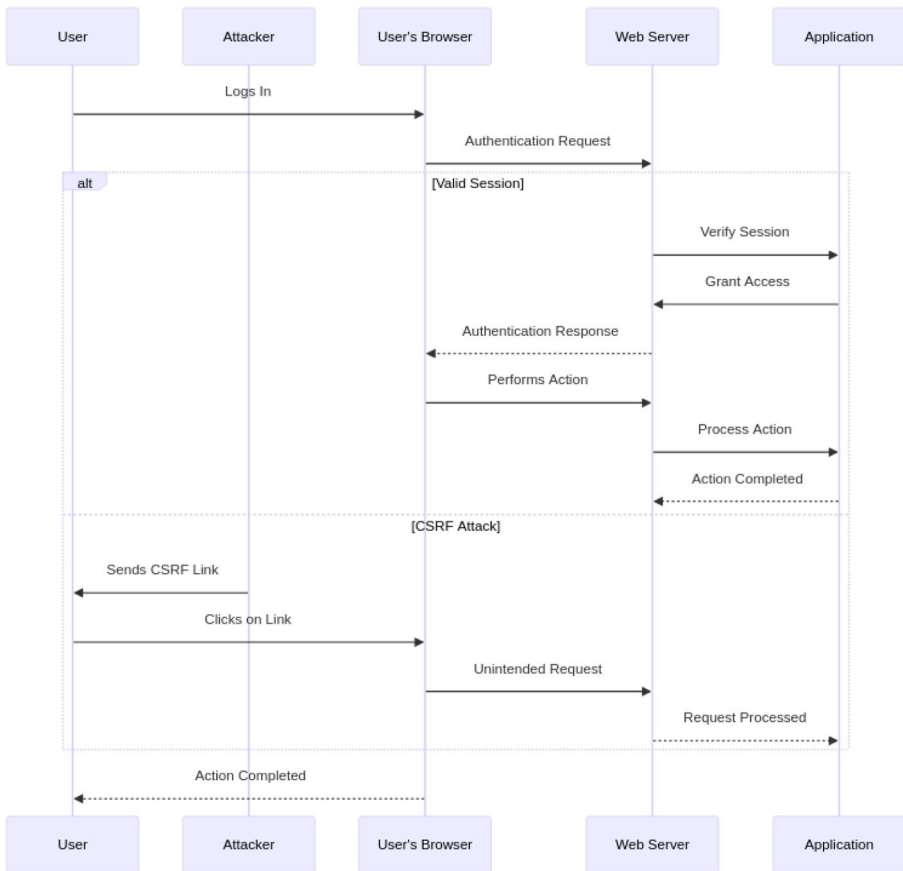 User
Attacker
User's Browser
Web Server
Application
Logs In
Authentication Request
alt
[Valid Session]
Verify Session
Grant Access
Authentication Response
Performs Action
Process Action
Action Completed
[CSRF Attack]
Sends CSRF Link
Clicks on Link
Unintended Request
Request Processed
Action Completed
User
Attacker
User's Browser
Web Server
Application